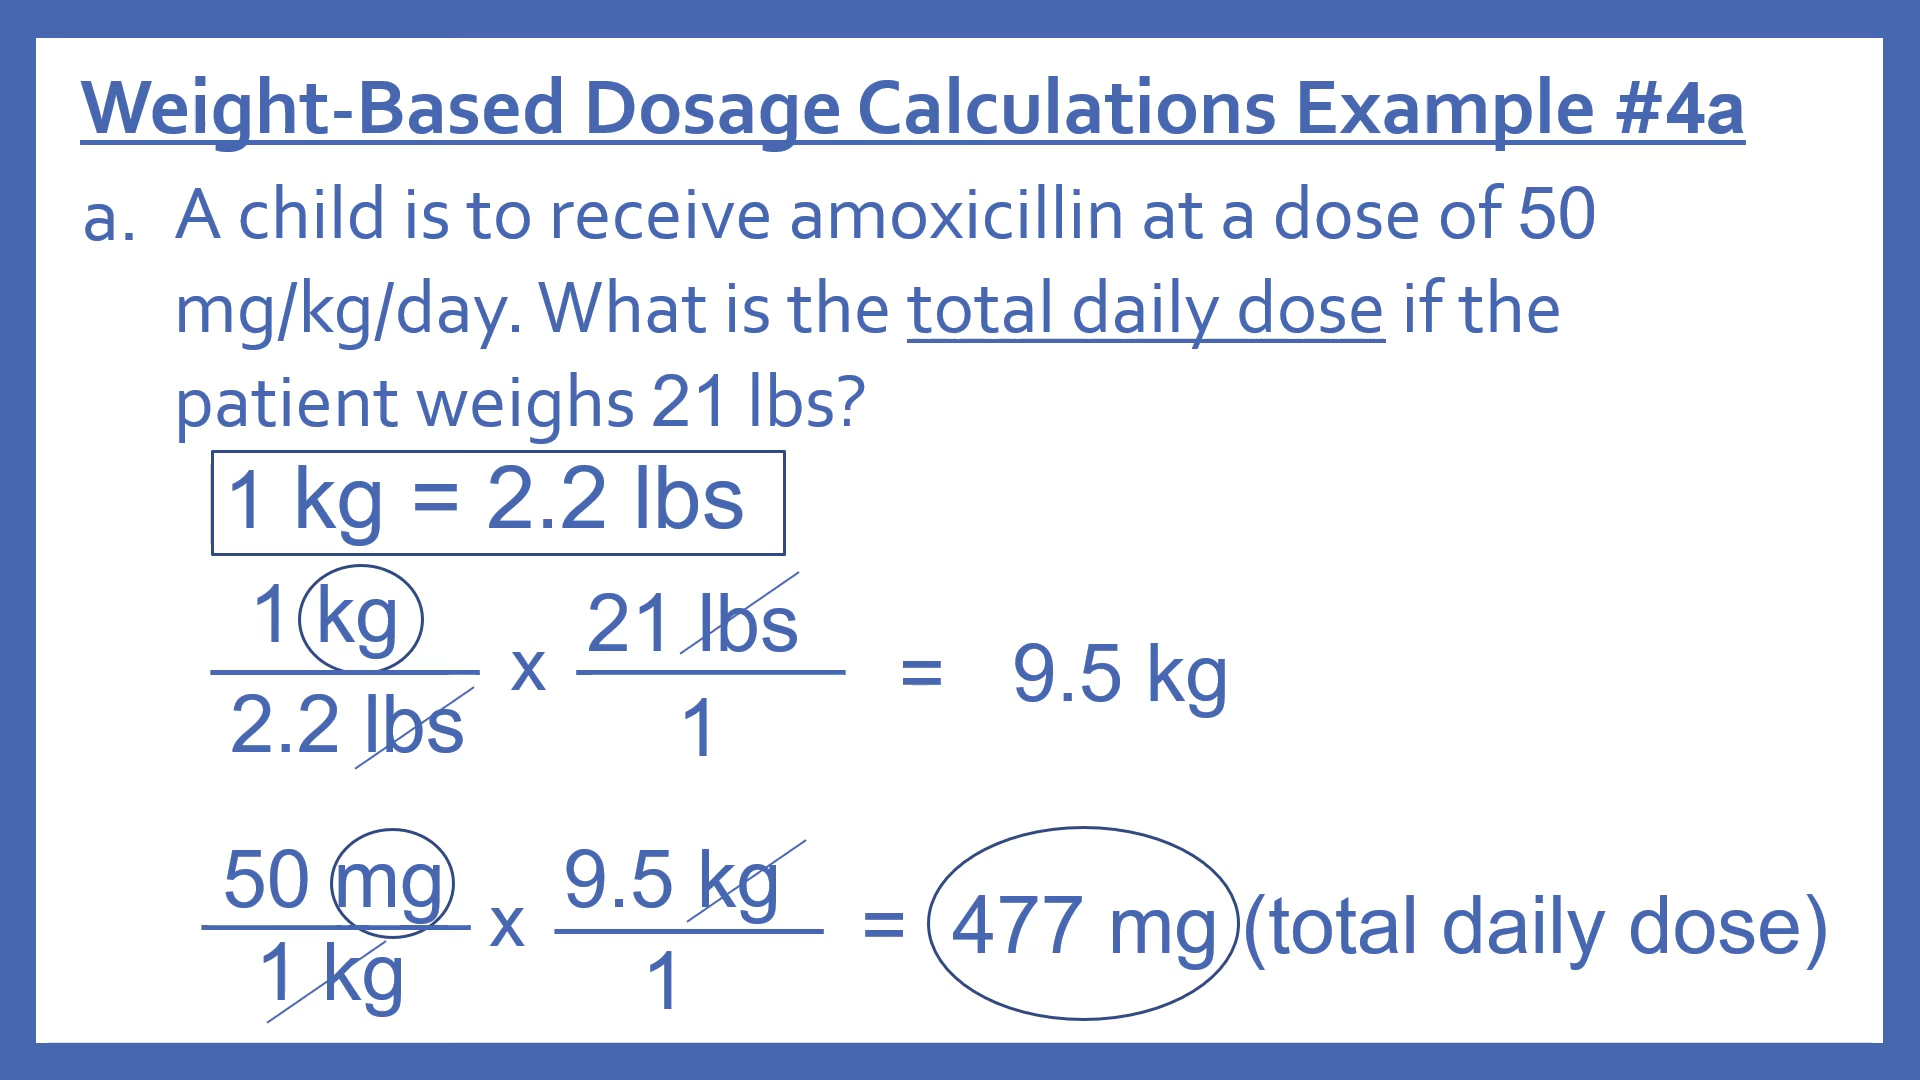 Weight-Based Dosage Calculations Example #4a
a. A child is to receive amoxicillin at a dose of 50
mg/kg/day. What is the total daily dose if the
patient weighs 21 lbs?
1 kg = 2.2 lbs
1 kg
2.2 lbs
x
21 lbs
1
= 9.5 kg
50 mg
1 kg
x
9.5 kg
1
= 477 mg (total daily dose)